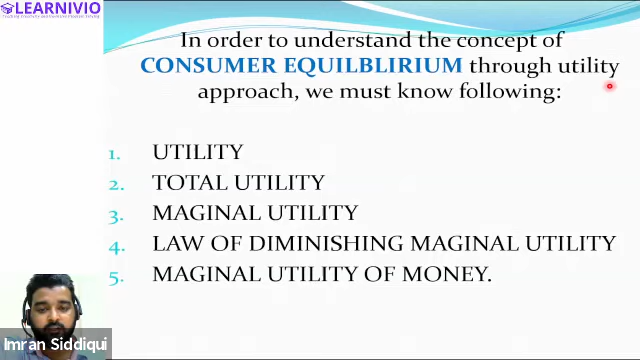 LEARNIVIO
In order to understand the concept of
CONSUMER EQUILBLIRIUM through utility
approach, we must know following:
1. UTILITY
2. TOTAL UTILITY
3. MAGINAL UTILITY
4. LAW OF DIMINISHING MAGINAL UTILITY
5. MAGINAL UTILITY OF MONEY.
Imran Siddiqui